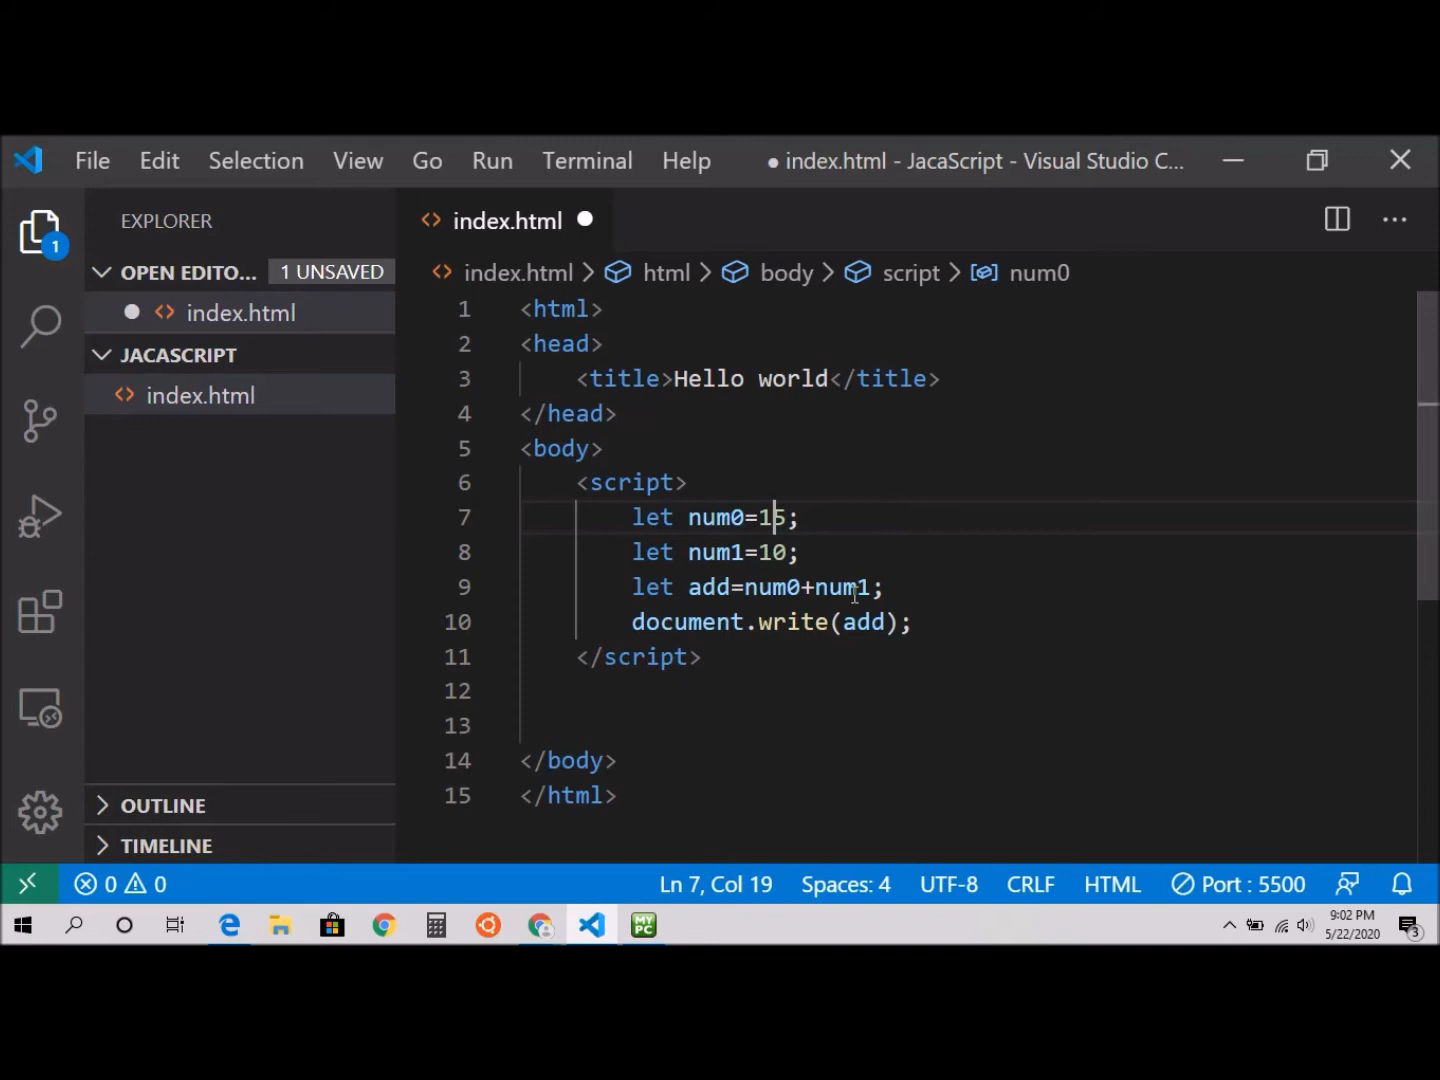 File Edit Selection View Go Run Terminal Help ● index.html - JacaScript - Visual Studio C...
EXPLORER
index.html
OPEN EDITO... 1 UNSAVED
index.html > html > body > script > num0
index.html
JACASCRIPT
index.html
1 <html>
2 <head>
3 <title>Hello world</title>
4 </head>
5 <body>
6 <script>
7 let num0=15;
8 let num1=10;
9 let add=num0+num1;
10 document.write(add);
11 </script>
12
13
14 </body>
15 </html>
OUTLINE
TIMELINE
1
0 0 Ln 7, Col 19 Spaces: 4 UTF-8 CRLF HTML Port : 5500
MY PC
9:02 PM
5/22/2020
3